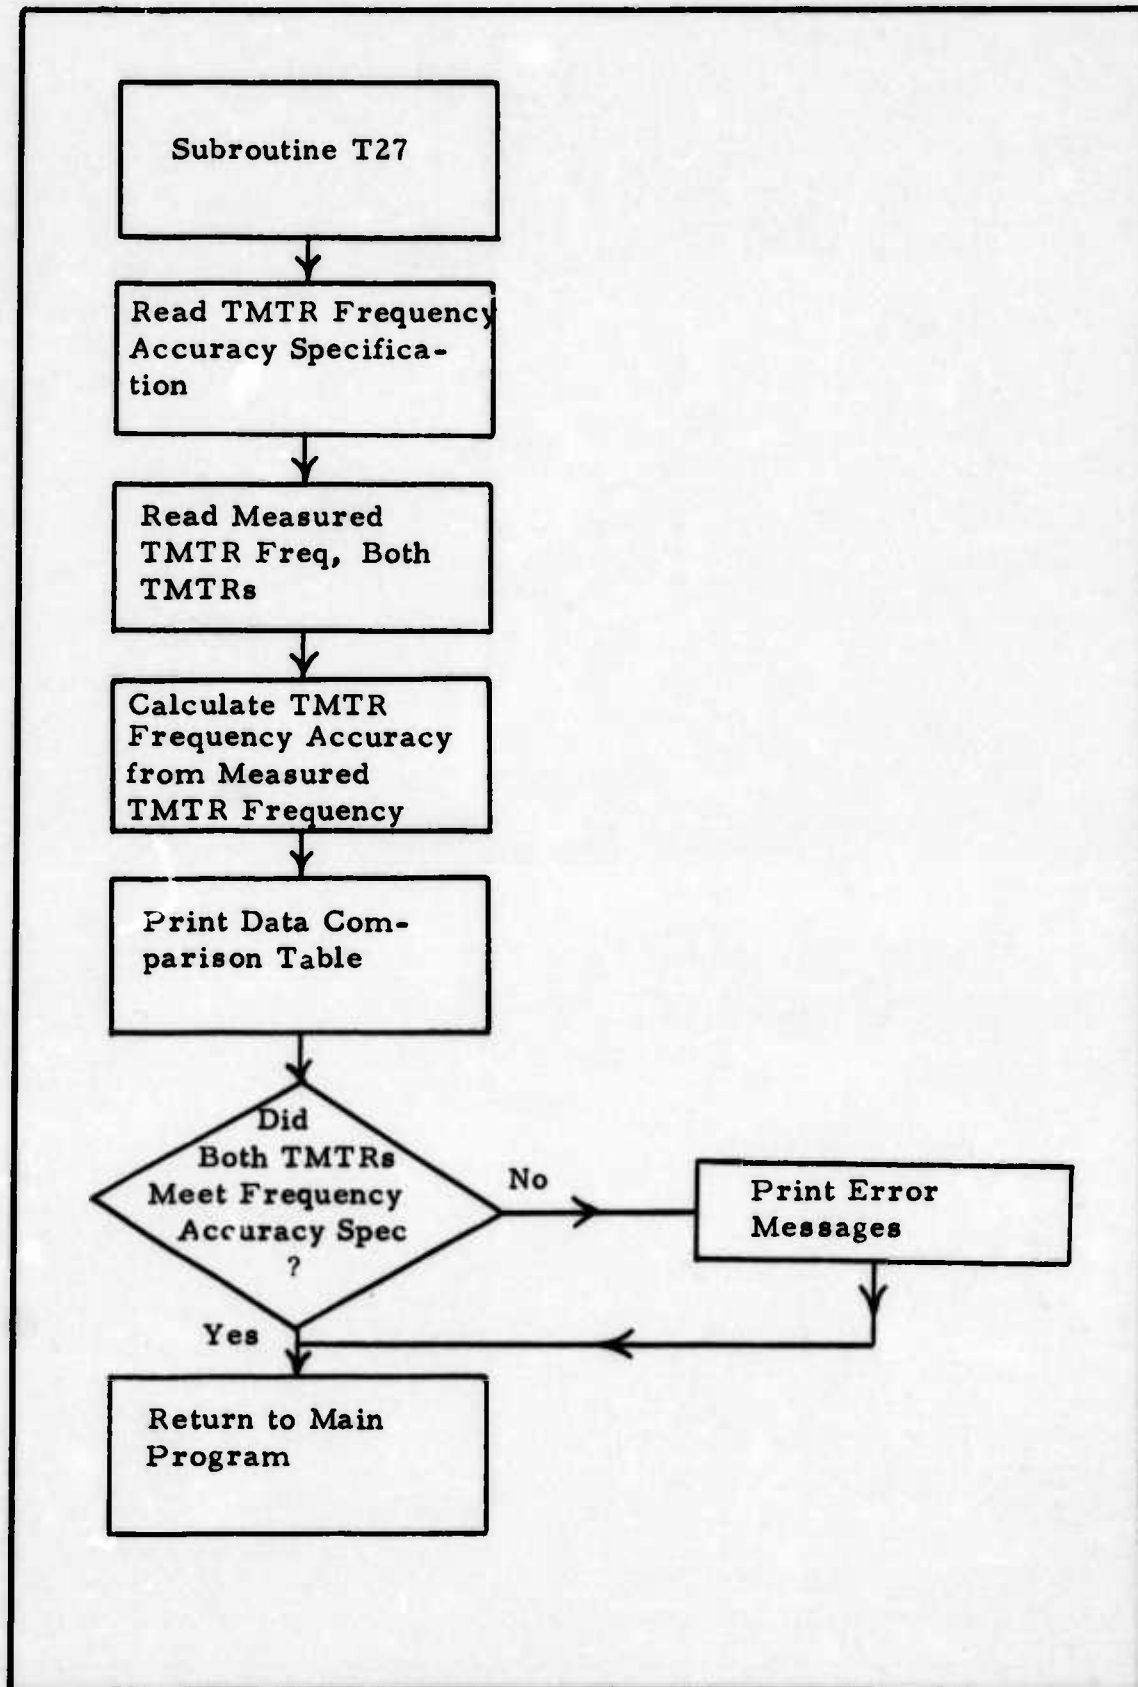 Subroutine T27
Read TMTR Frequency
Accuracy Specifica-
tion
Read Measured
TMTR Freq, Both
TMTRs
Calculate TMTR
Frequency Accuracy
from Measured
TMTR Frequency
Print Data Com-
parison Table
Did
Both TMTRs
Meet Frequency
Accuracy Spec
?
No
Print Error
Messages
Yes
Return to Main
Program